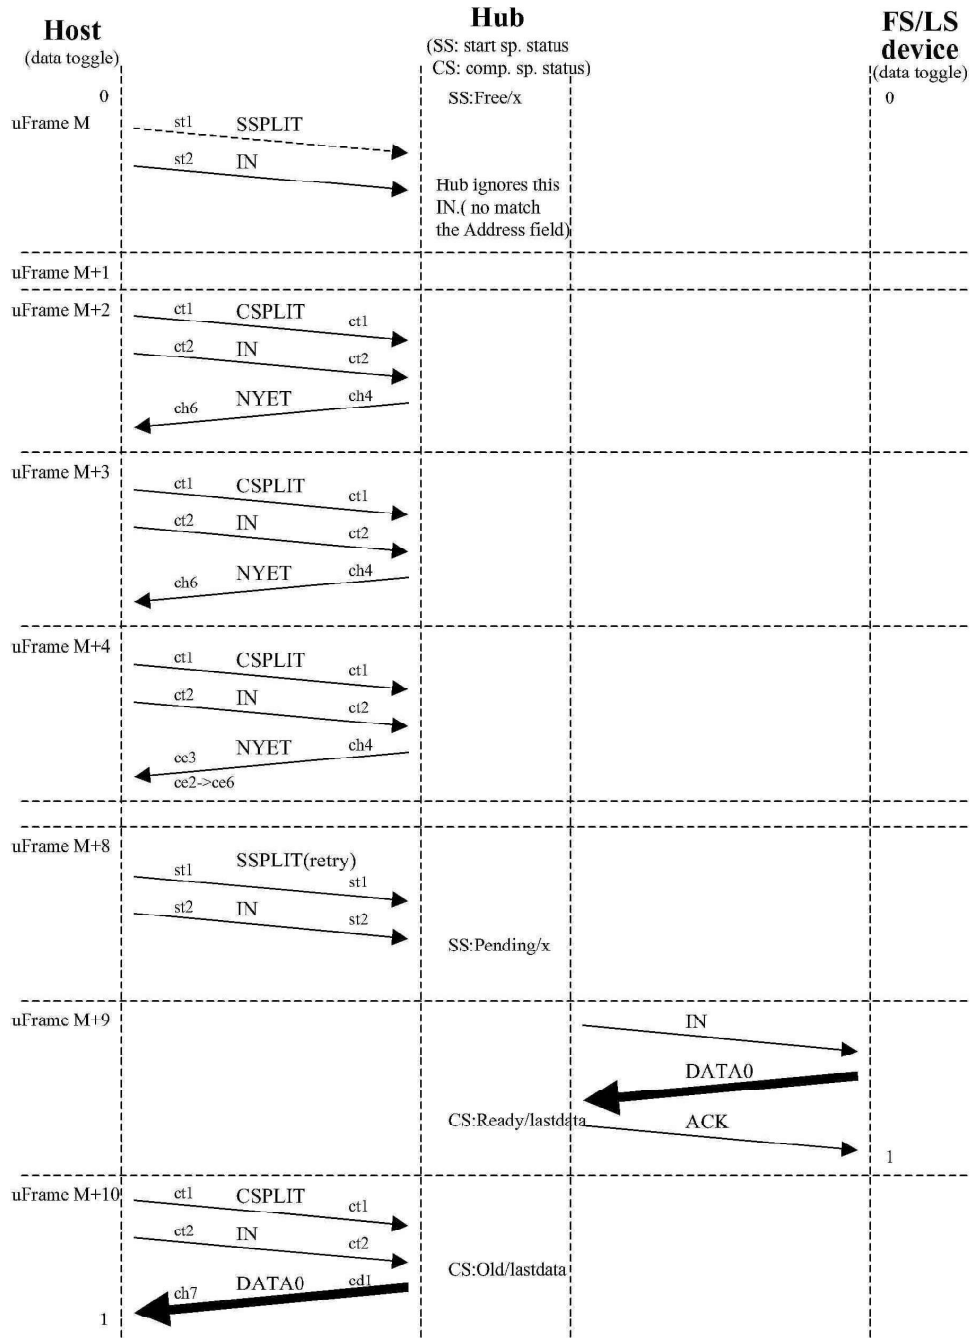 Host
(data toggle)
Hub
(SS: start sp. status
CS: comp. sp. status)
FS/LS
device
(data toggle)
0
SS:Free/x
0
uFrame M
st1 SSPLIT
st2 IN
Hub ignores this
IN.( no match
the Address field)
uFrame M+1
uFrame M+2
ct1 CSPLIT ct1
ct2 IN ct2
ch6 NYET ch4
uFrame M+3
ct1 CSPLIT ct1
ct2 IN ct2
ch6 NYET ch4
uFrame M+4
ct1 CSPLIT ct1
ct2 IN ct2
ce3 NYET ch4
ce2->ce6
uFrame M+8
st1 SSPLIT(retry) st1
st2 IN st2
SS:Pending/x
uFrame M+9
IN
DATA0
CS:Ready/lastdata
ACK
1
uFrame M+10
ct1 CSPLIT ct1
ct2 IN ct2
CS:Old/lastdata
ch7 DATA0 cd1
1